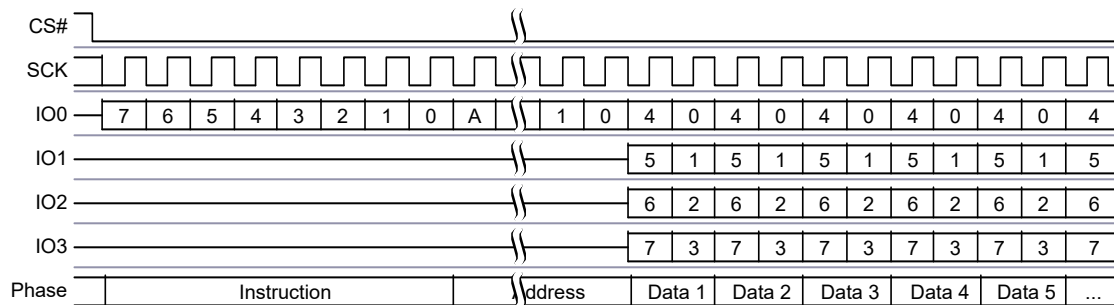 CS#
SCK
IO0 7 6 5 4 3 2 1 0 A 1 0 4 0 4 0 4 0 4 0 4 0 4
IO1 5 1 5 1 5 1 5 1 5 1 5
IO2 6 2 6 2 6 2 6 2 6 2 6
IO3 7 3 7 3 7 3 7 3 7 3 7
Phase Instruction Address Data 1 Data 2 Data 3 Data 4 Data 5 ...